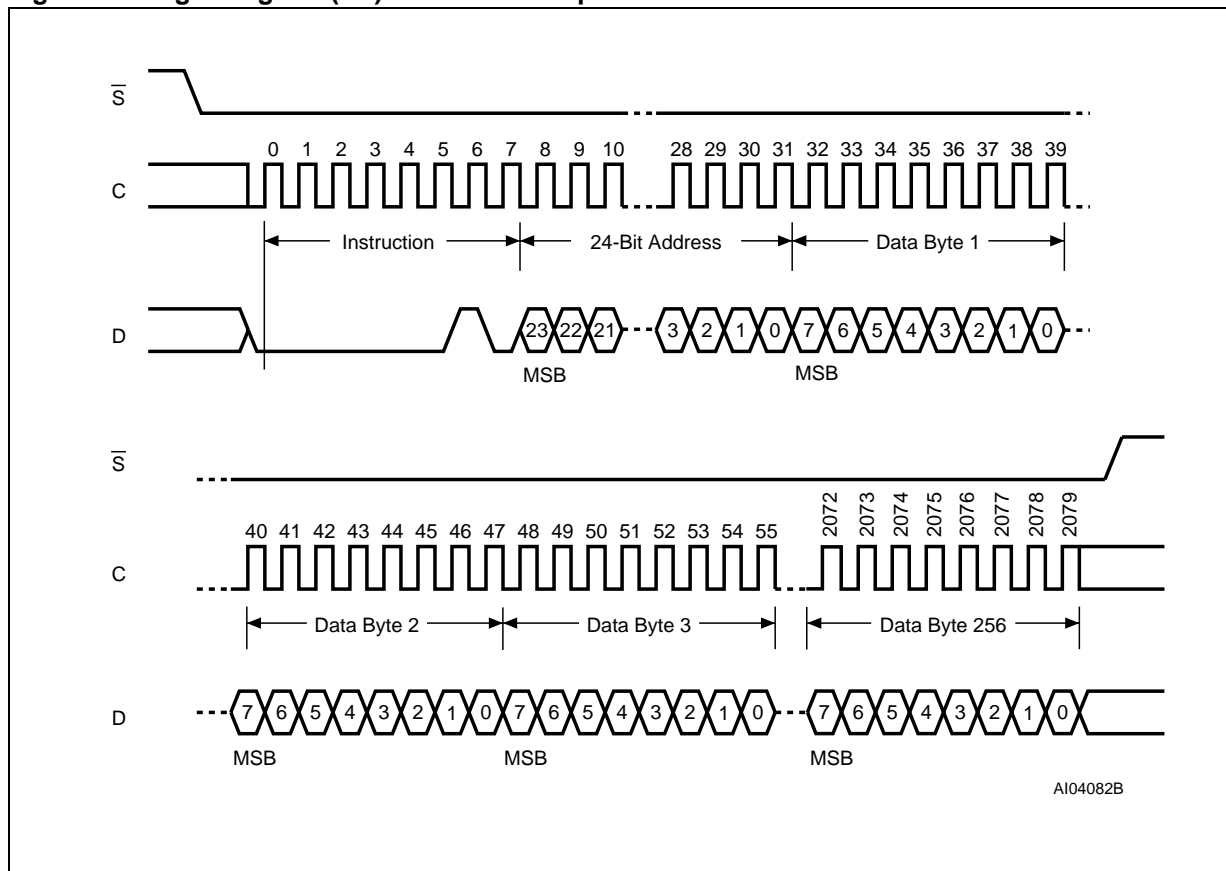 S
0 1 2 3 4 5 6 7 8 9 10 28 29 30 31 32 33 34 35 36 37 38 39
C
Instruction 24-Bit Address Data Byte 1
D 23 22 21 3 2 1 0 7 6 5 4 3 2 1 0
MSB MSB
S
2072 2073 2074 2075 2076 2077 2078 2079
40 41 42 43 44 45 46 47 48 49 50 51 52 53 54 55
C
Data Byte 2 Data Byte 3 Data Byte 256
D 7 6 5 4 3 2 1 0 7 6 5 4 3 2 1 0 7 6 5 4 3 2 1 0
MSB MSB MSB
AI04082B